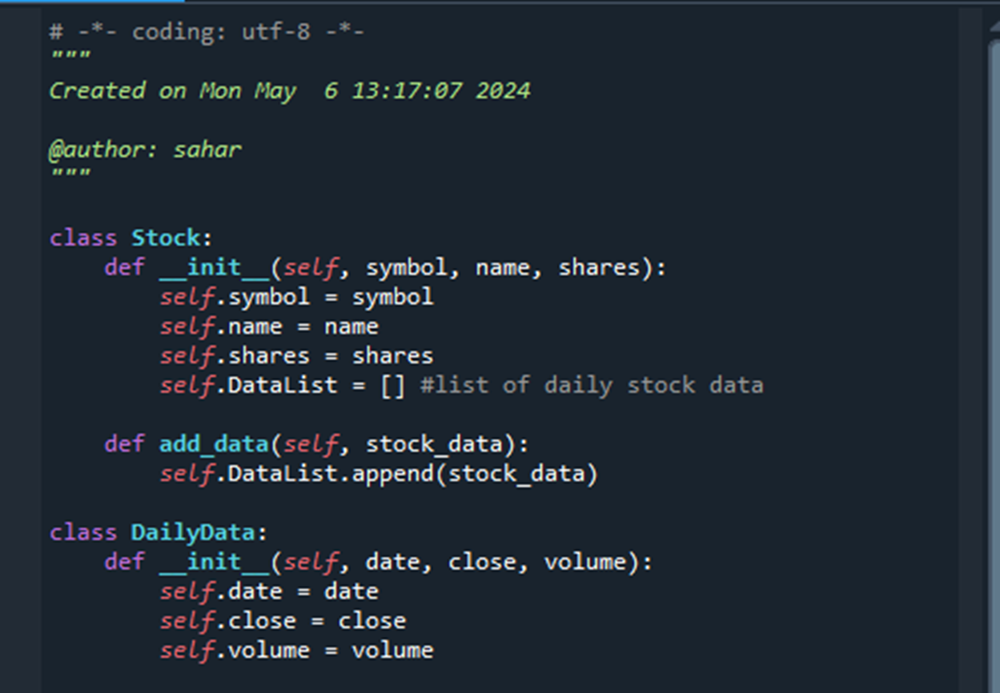 # -*- coding: utf-8 -*-
"""
Created on Mon May  6 13:17:07 2024

@author: sahar
"""

class Stock:
    def __init__(self, symbol, name, shares):
        self.symbol = symbol
        self.name = name
        self.shares = shares
        self.DataList = [] #list of daily stock data

    def add_data(self, stock_data):
        self.DataList.append(stock_data)

class DailyData:
    def __init__(self, date, close, volume):
        self.date = date
        self.close = close
        self.volume = volume